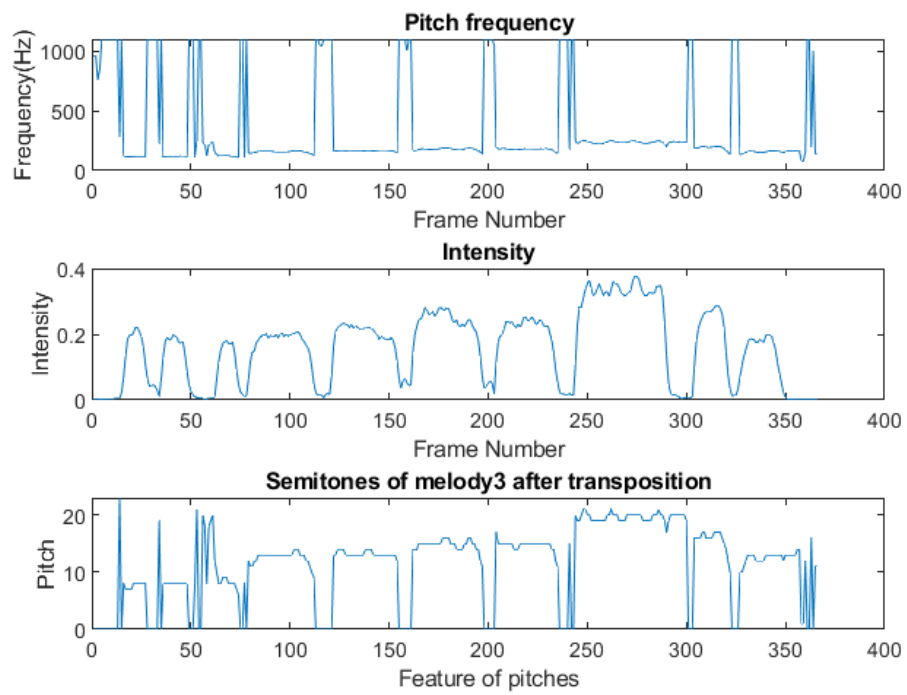 Pitch frequency
Frequency(Hz)
1000
500
0
0 50 100 150 200 250 300 350 400
Frame Number
Intensity
Intensity
0.4
0.2
0
0 50 100 150 200 250 300 350 400
Frame Number
Semitones of melody3 after transposition
Pitch
20
10
0
0 50 100 150 200 250 300 350 400
Feature of pitches